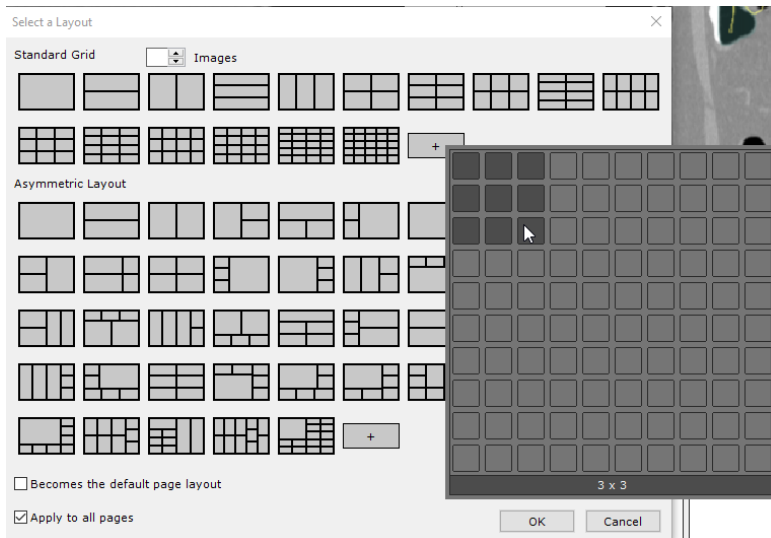 Select a Layout
Standard Grid
Images
+
Asymmetric Layout
+
3 x 3
Becomes the default page layout
Apply to all pages
OK
Cancel